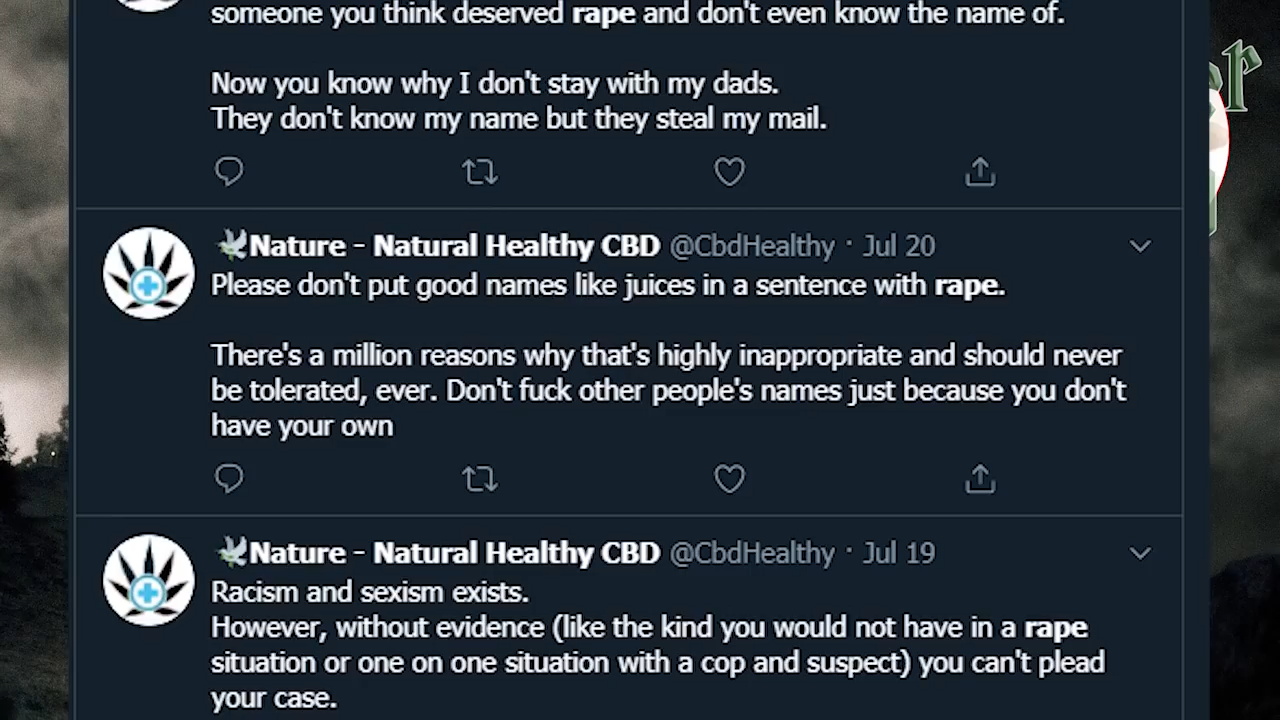 someone you think deserved rape and don't even know the name of.
Now you know why I don't stay with my dads.
They don't know my name but they steal my mail.
Nature - Natural Healthy CBD @CbdHealthy · Jul 20
Please don't put good names like juices in a sentence with rape.
There's a million reasons why that's highly inappropriate and should never
be tolerated, ever. Don't fuck other people's names just because you don't
have your own
Nature - Natural Healthy CBD @CbdHealthy · Jul 19
Racism and sexism exists.
However, without evidence (like the kind you would not have in a rape
situation or one on one situation with a cop and suspect) you can't plead
your case.